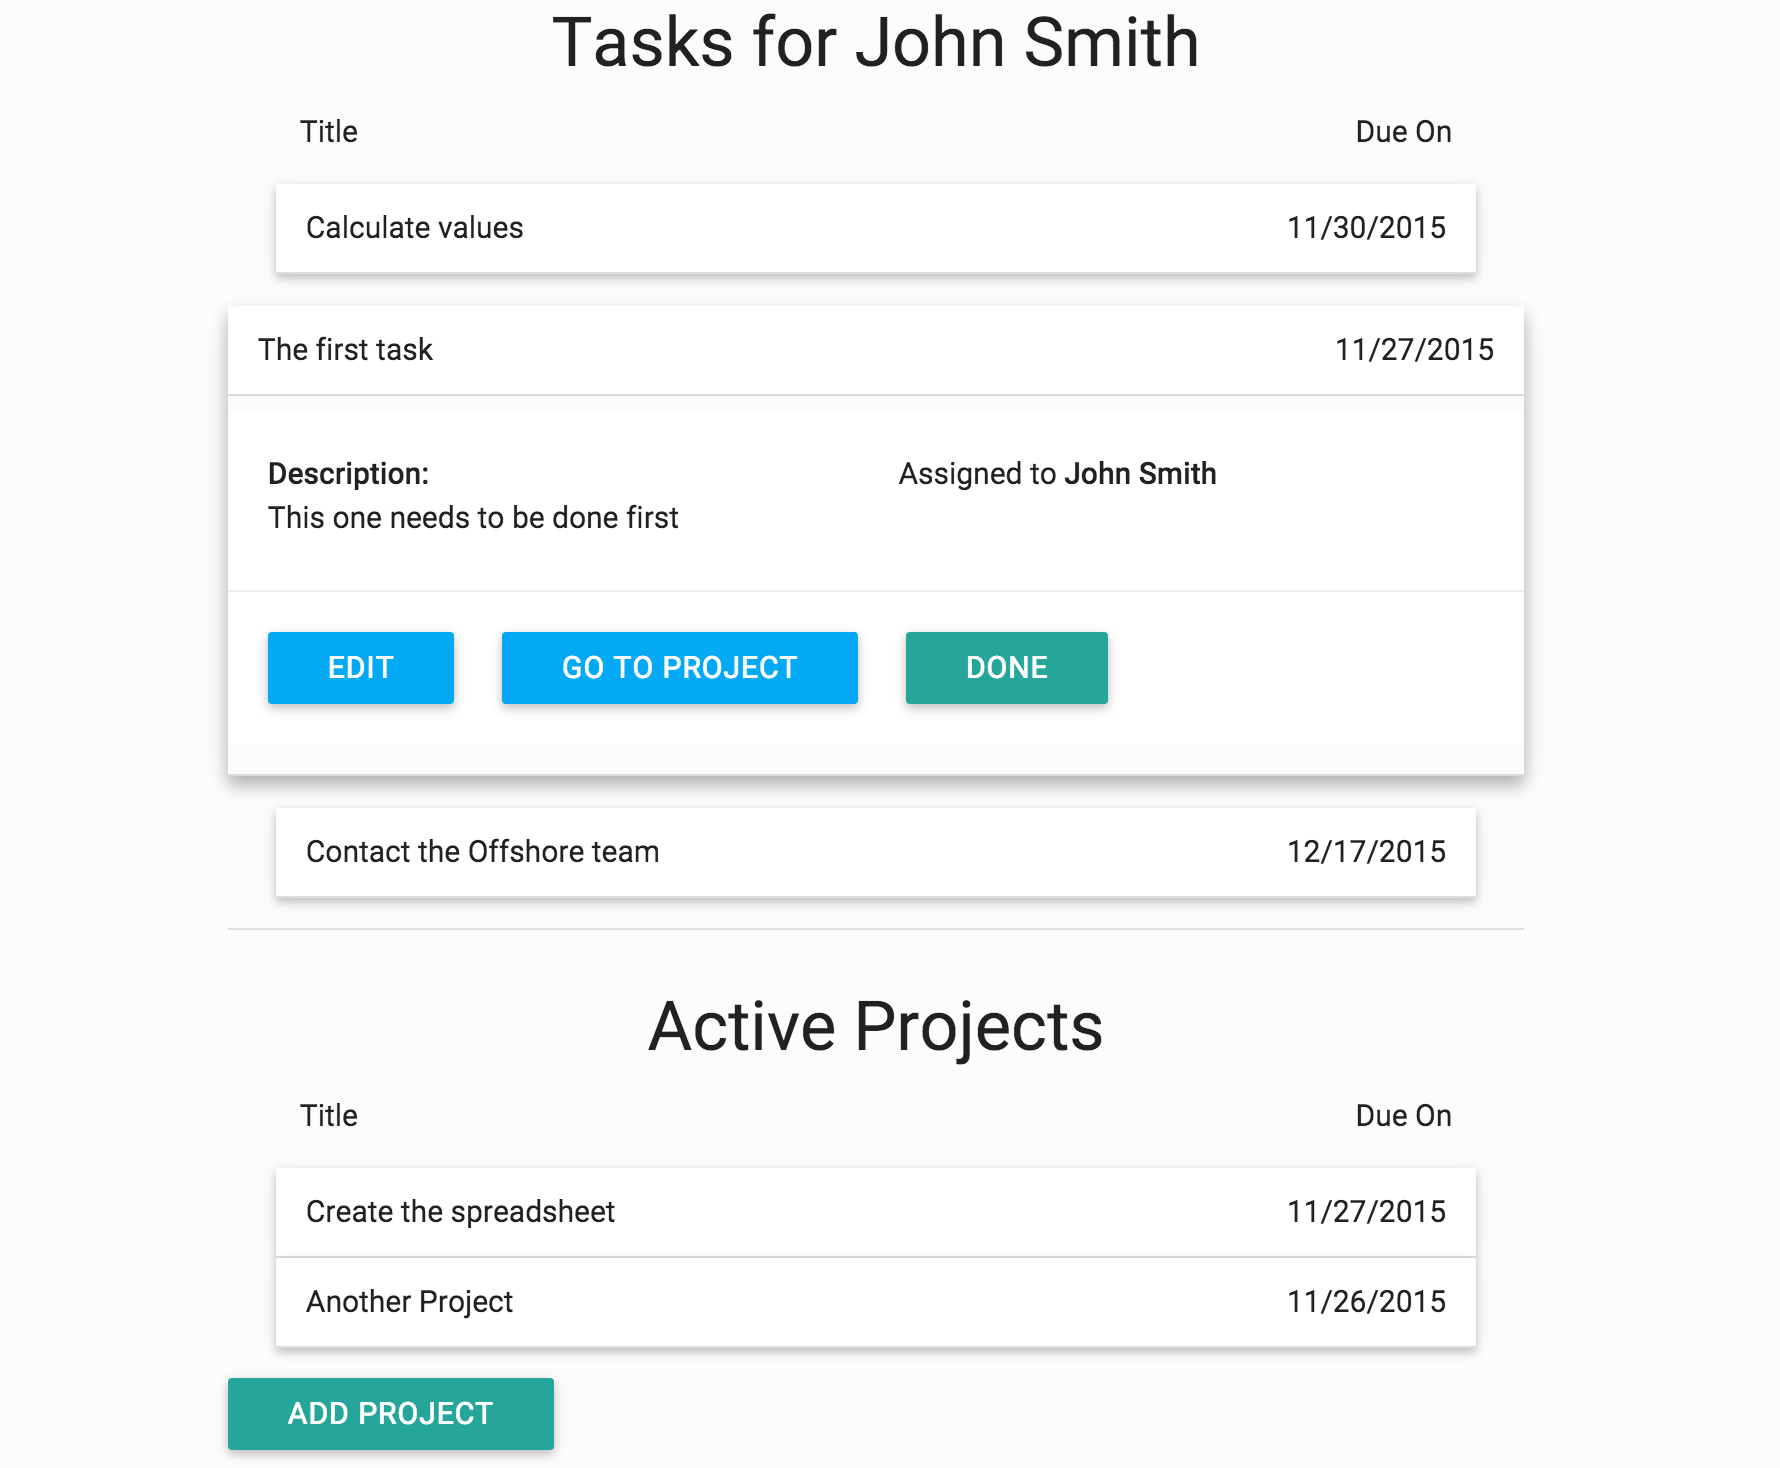 Tasks for John Smith
Title Due On
Calculate values 11/30/2015
The first task 11/27/2015
Description: Assigned to John Smith
This one needs to be done first
EDIT GO TO PROJECT DONE
Contact the Offshore team 12/17/2015
Active Projects
Title Due On
Create the spreadsheet 11/27/2015
Another Project 11/26/2015
ADD PROJECT